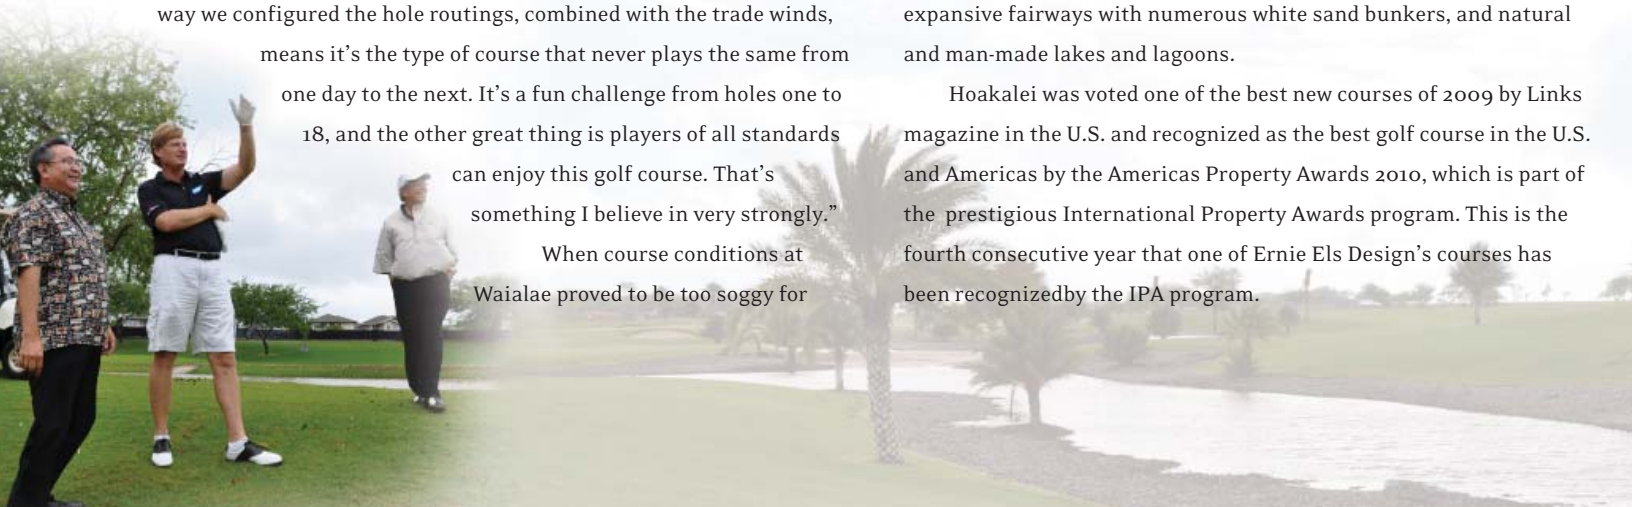 way we configured the hole routings, combined with the trade winds,
means it’s the type of course that never plays the same from
one day to the next. It’s a fun challenge from holes one to
18, and the other great thing is players of all standards
can enjoy this golf course. That’s
something I believe in very strongly.”
When course conditions at
Waialae proved to be too soggy for
expansive fairways with numerous white sand bunkers, and natural
and man-made lakes and lagoons.
Hoakalei was voted one of the best new courses of 2009 by Links
magazine in the U.S. and recognized as the best golf course in the U.S.
and Americas by the Americas Property Awards 2010, which is part of
the prestigious International Property Awards program. This is the
fourth consecutive year that one of Ernie Els Design’s courses has
been recognizedby the IPA program.